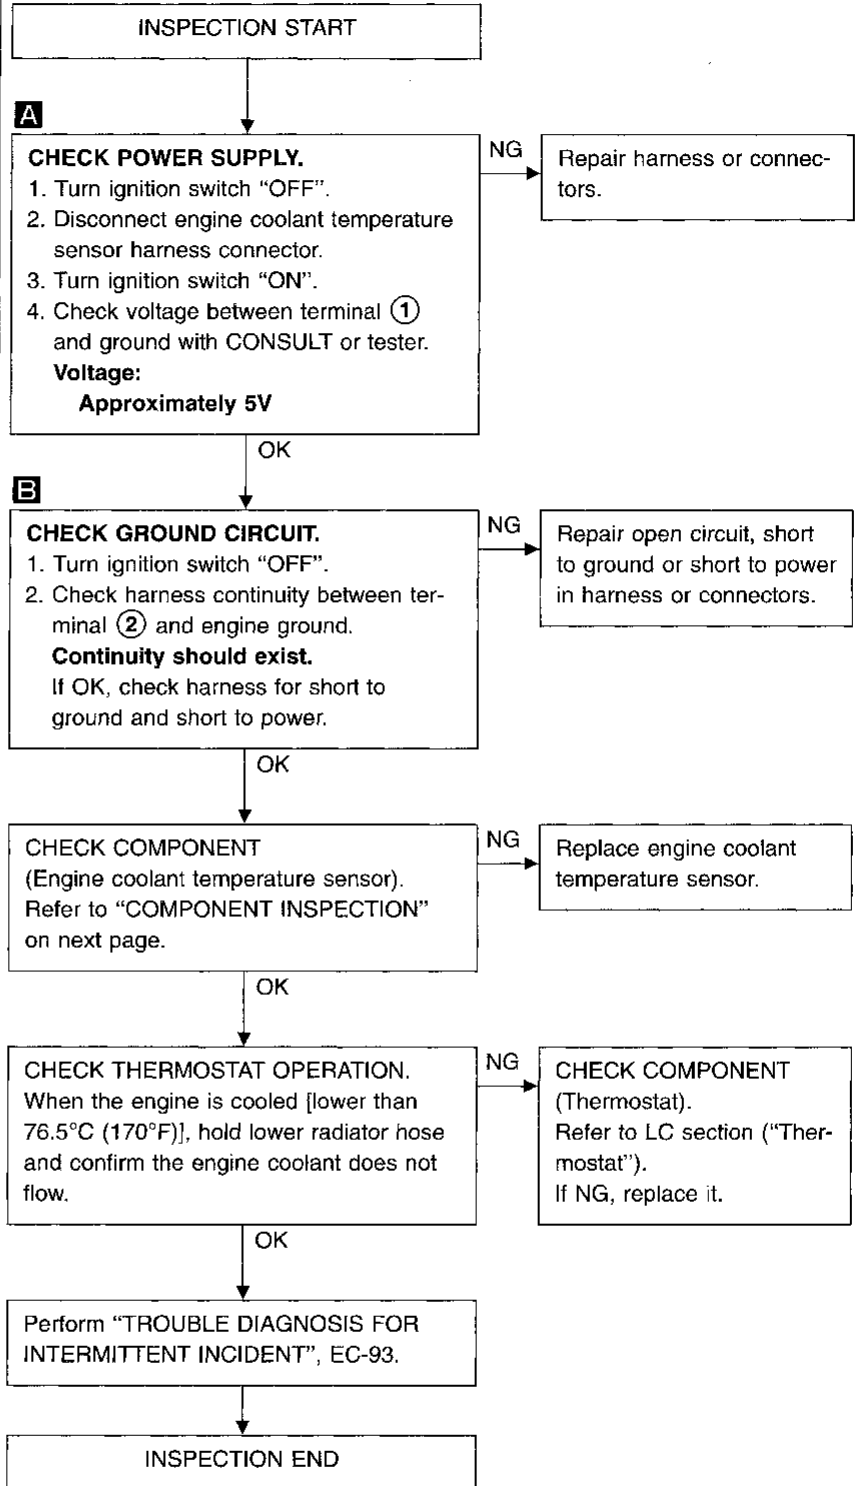 INSPECTION START
A
CHECK POWER SUPPLY.
1. Turn ignition switch “OFF”.
2. Disconnect engine coolant temperature
sensor harness connector.
3. Turn ignition switch “ON”.
4. Check voltage between terminal ①
and ground with CONSULT or tester.
Voltage:
Approximately 5V
NG
Repair harness or connec-
tors.
OK
B
CHECK GROUND CIRCUIT.
1. Turn ignition switch “OFF”.
2. Check harness continuity between ter-
minal ② and engine ground.
Continuity should exist.
If OK, check harness for short to
ground and short to power.
NG
Repair open circuit, short
to ground or short to power
in harness or connectors.
OK
CHECK COMPONENT
(Engine coolant temperature sensor).
Refer to “COMPONENT INSPECTION”
on next page.
NG
Replace engine coolant
temperature sensor.
OK
CHECK THERMOSTAT OPERATION.
When the engine is cooled [lower than
76.5°C (170°F)], hold lower radiator hose
and confirm the engine coolant does not
flow.
NG
CHECK COMPONENT
(Thermostat).
Refer to LC section (“Ther-
mostat”).
If NG, replace it.
OK
Perform “TROUBLE DIAGNOSIS FOR
INTERMITTENT INCIDENT”, EC-93.
INSPECTION END